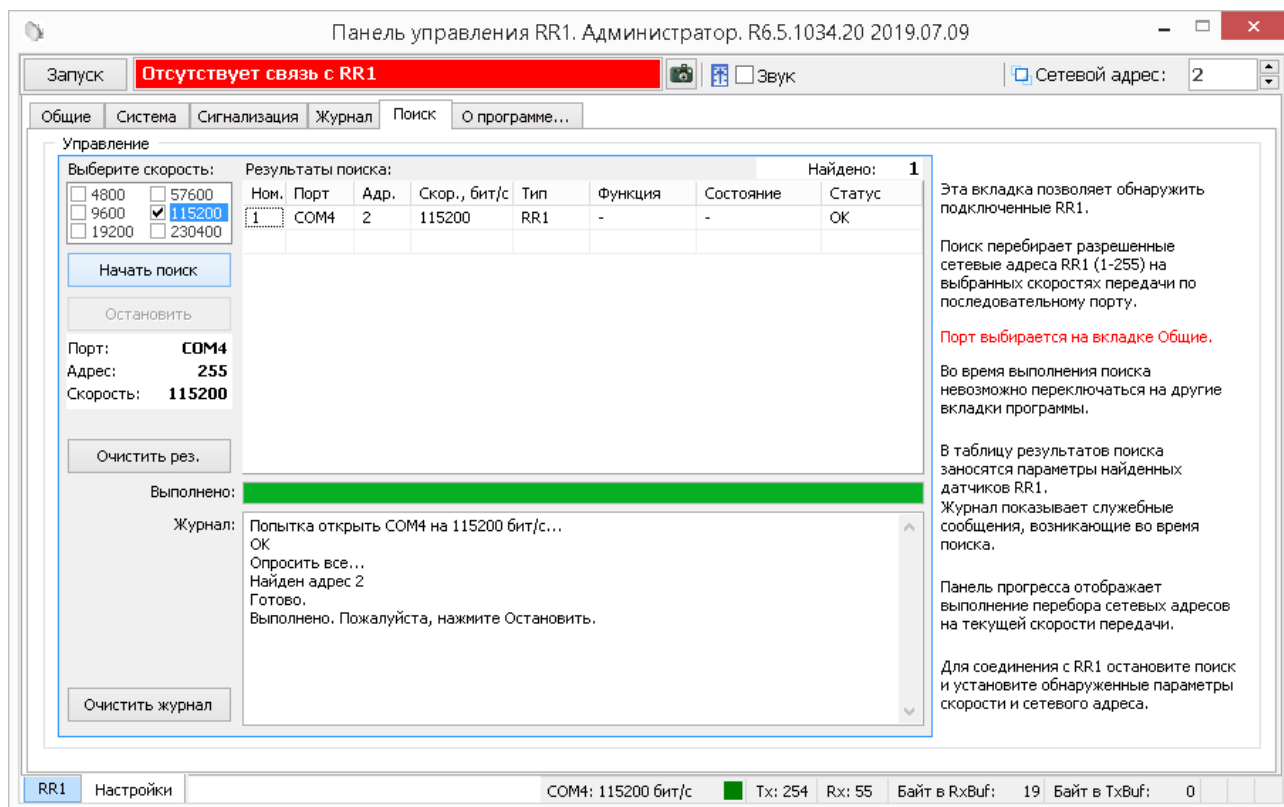 Панель управления RR1. Администратор. R6.5.1034.20 2019.07.09
Запуск Отсутствует связь с RR1 Звук Сетевой адрес: 2
Общие Система Сигнализация Журнал Поиск О программе...
Управление
Выберите скорость:
4800 57600
9600 115200
19200 230400
Начать поиск
Остановить
Порт: COM4
Адрес: 255
Скорость: 115200
Очистить рез.
Результаты поиска: Найдено: 1
Ном. Порт Адр. Скор., бит/с Тип Функция Состояние Статус
1 COM4 2 115200 RR1 - - OK
Выполнено:
Журнал:
Попытка открыть COM4 на 115200 бит/с...
OK
Опросить все...
Найден адрес 2
Готово.
Выполнено. Пожалуйста, нажмите Остановить.
Очистить журнал
Эта вкладка позволяет обнаружить
подключенные RR1.
Поиск перебирает разрешенные
сетевые адреса RR1 (1-255) на
выбранных скоростях передачи по
последовательному порту.
Порт выбирается на вкладке Общие.
Во время выполнения поиска
невозможно переключаться на другие
вкладки программы.
В таблицу результатов поиска
заносятся параметры найденных
датчиков RR1.
Журнал показывает служебные
сообщения, возникающие во время
поиска.
Панель прогресса отображает
выполнение перебора сетевых адресов
на текущей скорости передачи.
Для соединения с RR1 остановите поиск
и установите обнаруженные параметры
скорости и сетевого адреса.
RR1 Настройки COM4: 115200 бит/с Tx: 254 Rx: 55 Байт в RxBuf: 19 Байт в TxBuf: 0